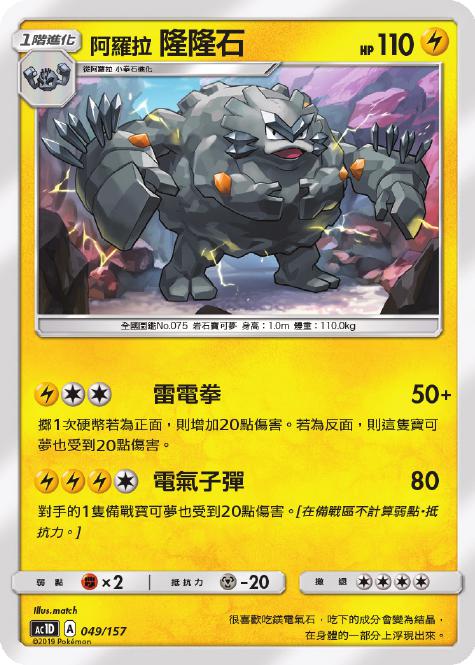 1階進化
阿羅拉 隆隆石
HP 110
從阿羅拉 小拳石進化
全國圖鑑No.075 岩石寶可夢 身高：1.0m 體重：110.0kg
雷電拳 50+
擲1次硬幣若為正面，則增加20點傷害。若為反面，則這隻寶可
夢也受到20點傷害。
電氣子彈 80
對手的1隻備戰寶可夢也受到20點傷害。[在備戰區不計算弱點・抵
抗力。]
弱點 ×2 抵抗力 -20 撤退
Illus.match
AC1D A 049/157
©2019 Pokémon
很喜歡吃鎂電氣石，吃下的成分會變為結晶，
在身體的一部分上浮現出來。